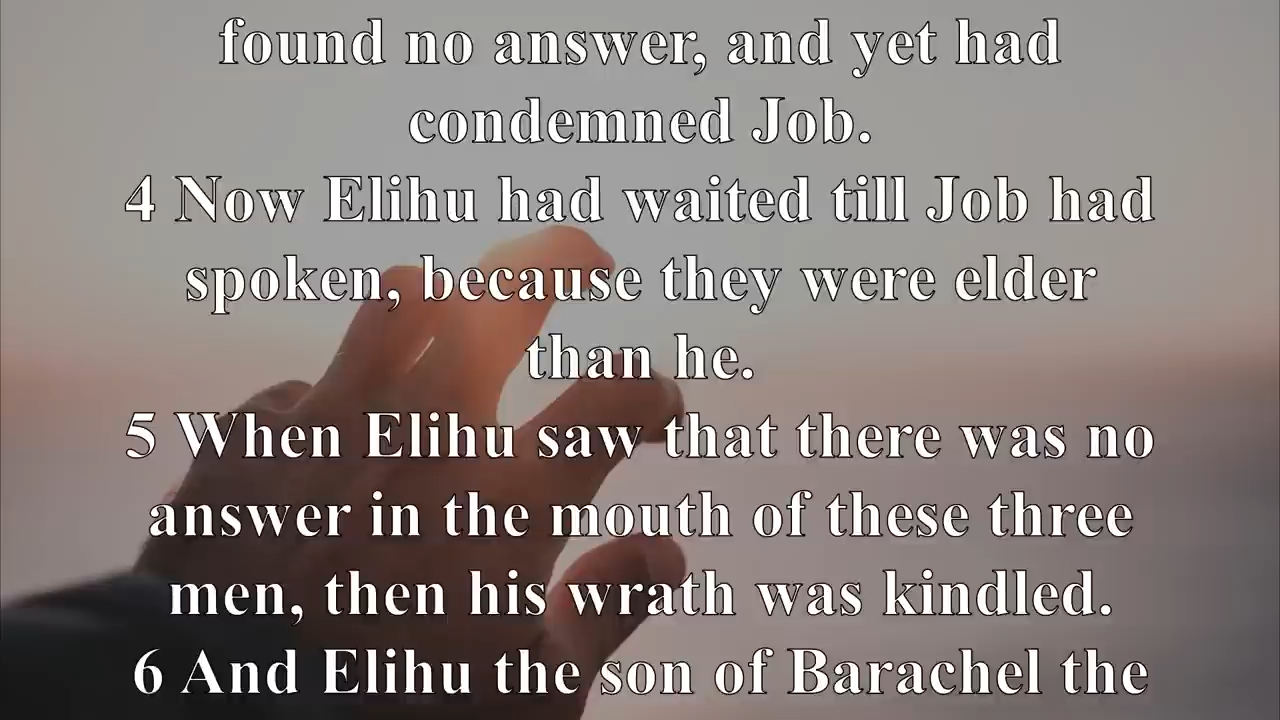 found no answer, and yet had
condemned Job.
4 Now Elihu had waited till Job had
spoken, because they were elder
than he.
5 When Elihu saw that there was no
answer in the mouth of these three
men, then his wrath was kindled.
6 And Elihu the son of Barachel the